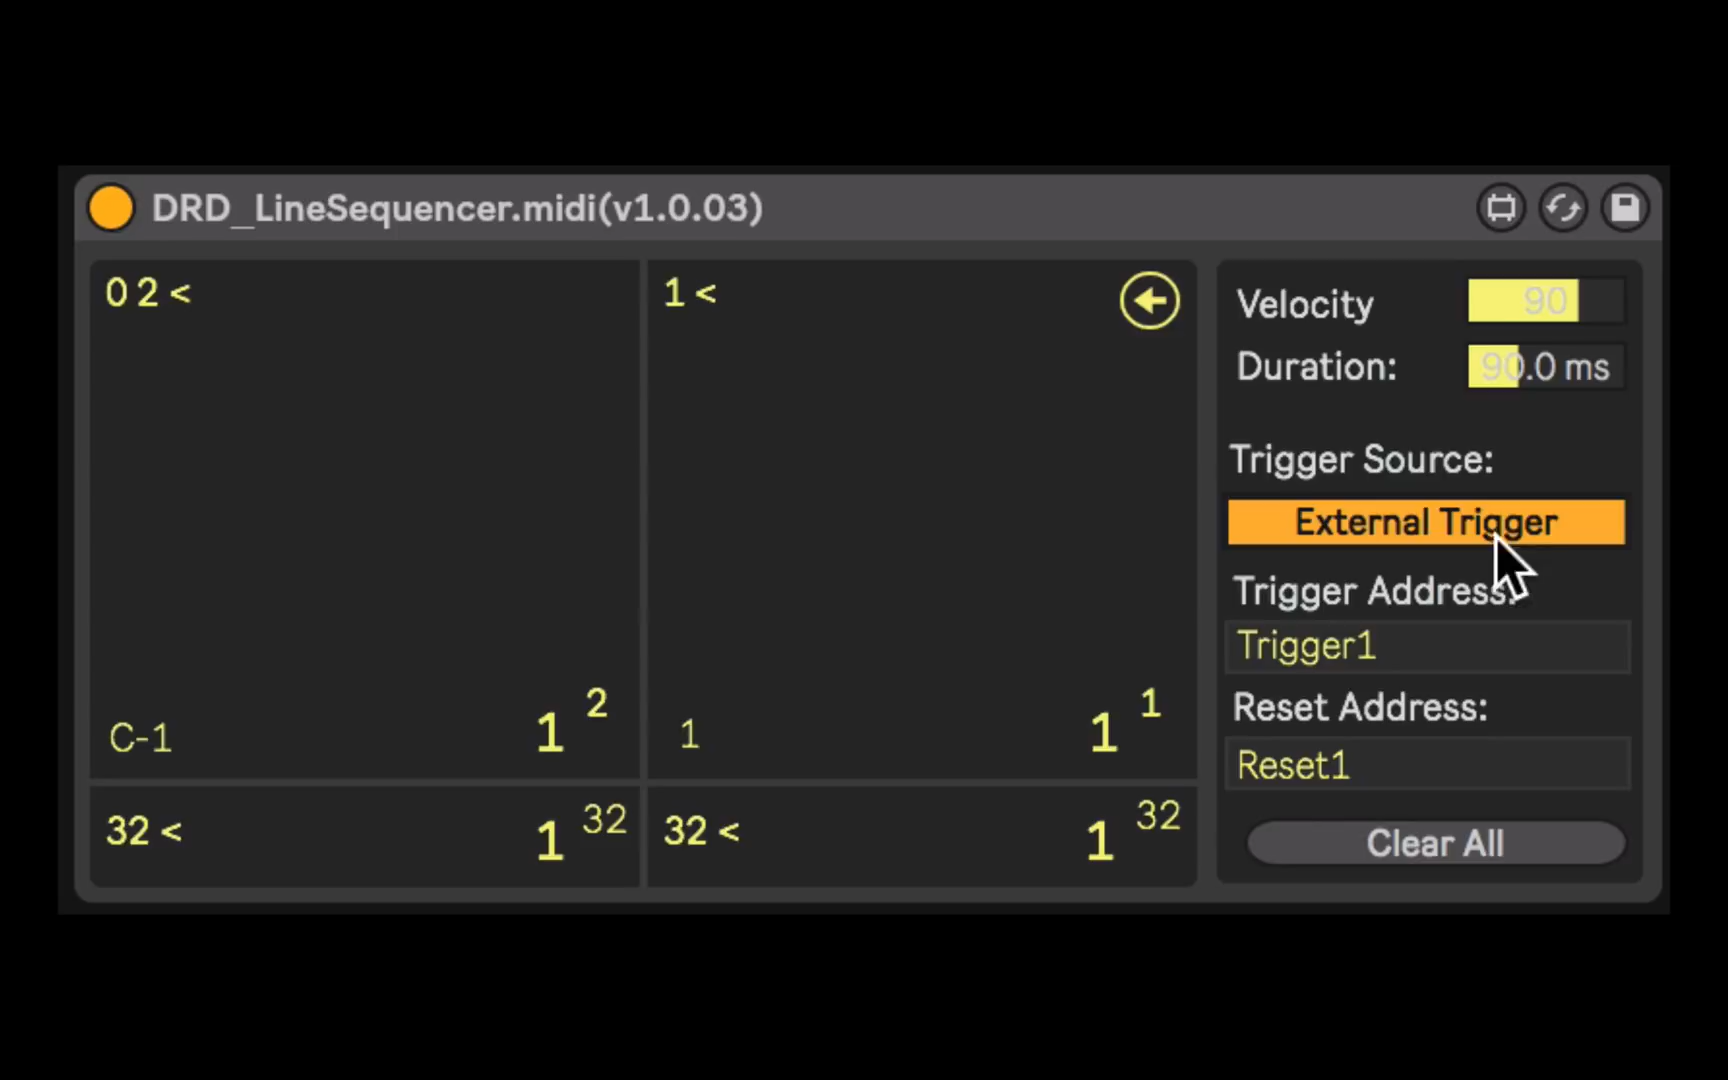 DRD_LineSequencer.midi(v1.0.03)
0 2 <
C-1
1 2
1 <
1
1 1
32 <
1 32
32 <
1 32
Velocity 90
Duration: 90.0 ms
Trigger Source:
External Trigger
Trigger Address:
Trigger1
Reset Address:
Reset1
Clear All